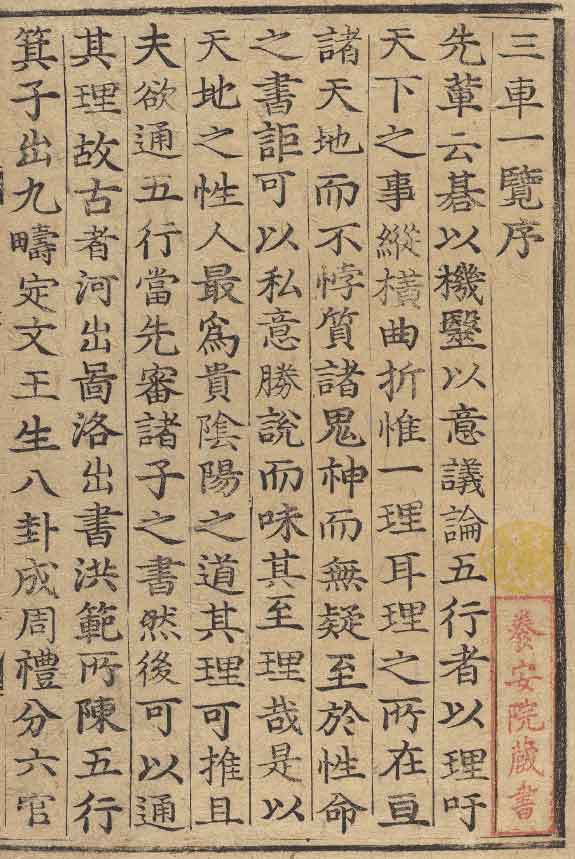 三車一覽序
先軰云碁以機毉以意議論五行者以理吁
天下之事縱橫曲折惟一理耳理之所在亘
諸天地而不悖質諸鬼神而無疑至於性命
之書詎可以私意勝說而味其至理哉是以
天地之性人最爲貴陰陽之道其理可推且
夫欲通五行當先審諸子之書然後可以通
其理故古者河出啚洛出書洪範所陳五行
箕子出九疇定文王生八卦成周禮分六官
養安院蔵書